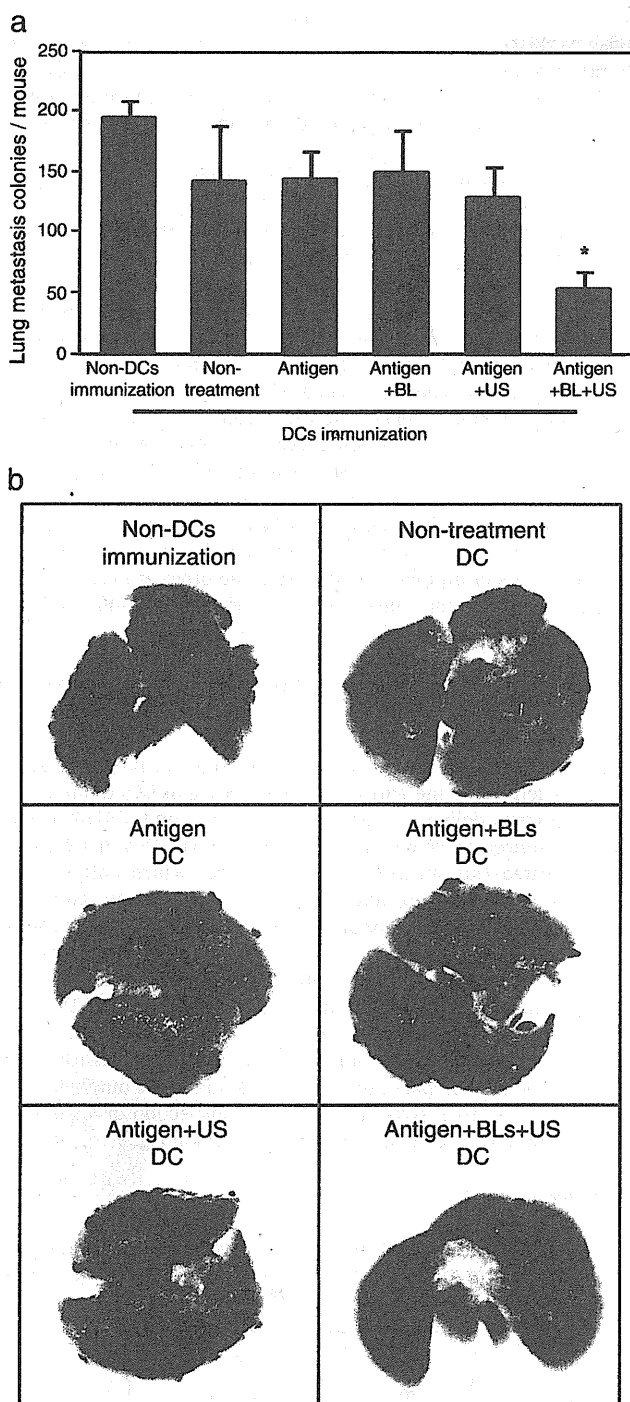 a
Lung metastasis colonies / mouse
250
200
150
100
50
0
Non-DCs immunization
Non-treatment
Antigen
Antigen +BL
Antigen +US
*
Antigen +BL+US
DCs immunization
b
Non-DCs
immunization
Non-treatment
DC
Antigen
DC
Antigen+BLs
DC
Antigen+US
DC
Antigen+BLs+US
DC